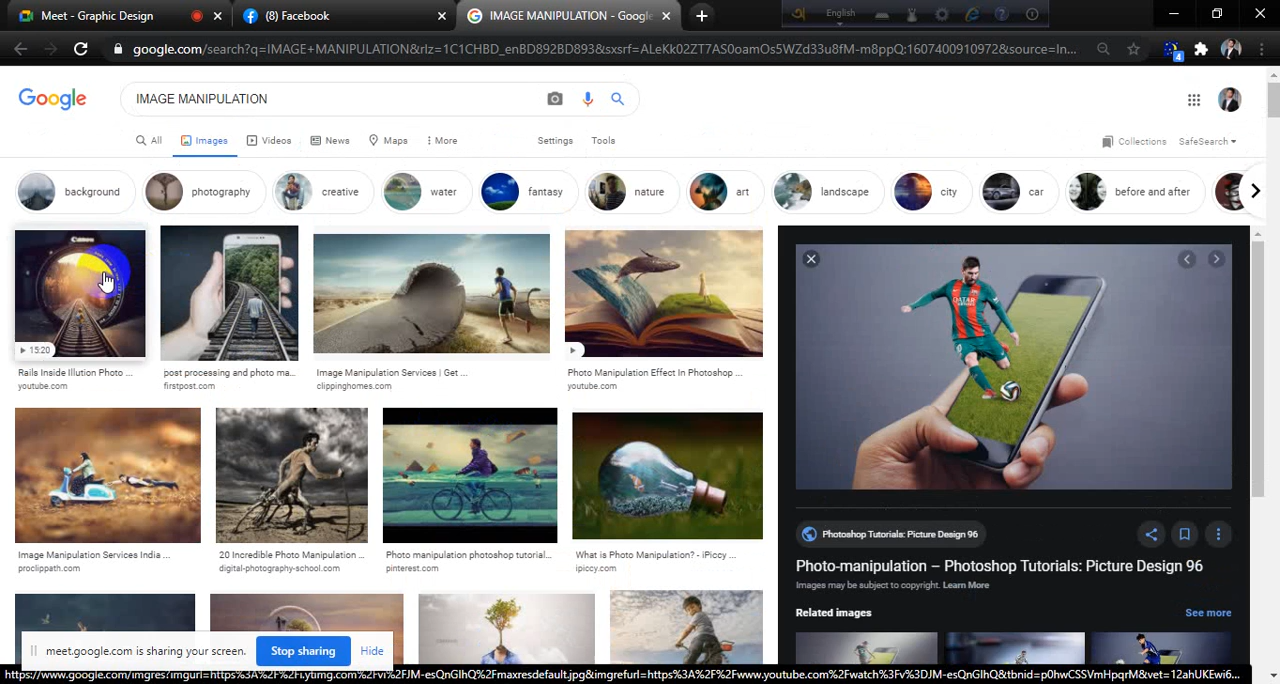 Meet - Graphic Design
(8) Facebook
IMAGE MANIPULATION - Google
English
google.com/search?q=IMAGE+MANIPULATION&rlz=1C1CHBD_enBD892BD893&sxsrf=ALeKk02ZT7AS0oamOs5WZd33u8fM-m8ppQ:1607400910972&source=ln...
4
Google
IMAGE MANIPULATION
All
Images
Videos
News
Maps
More
Settings
Tools
Collections
SafeSearch
background
photography
creative
water
fantasy
nature
art
landscape
city
car
before and after
Canon
15:20
QATAR
Rails Inside Illution Photo ...
youtube.com
post processing and photo ma...
firstpost.com
Image Manipulation Services | Get ...
clippinghomes.com
Photo Manipulation Effect In Photoshop ...
youtube.com
Photoshop Tutorials: Picture Design 96
Image Manipulation Services India ...
proclippath.com
20 Incredible Photo Manipulation ...
digital-photography-school.com
Photo manipulation photoshop tutorial...
pinterest.com
What is Photo Manipulation? - iPiccy ...
ipiccy.com
Photo-manipulation – Photoshop Tutorials: Picture Design 96
Images may be subject to copyright. Learn More
Related images
See more
meet.google.com is sharing your screen.
Stop sharing
Hide